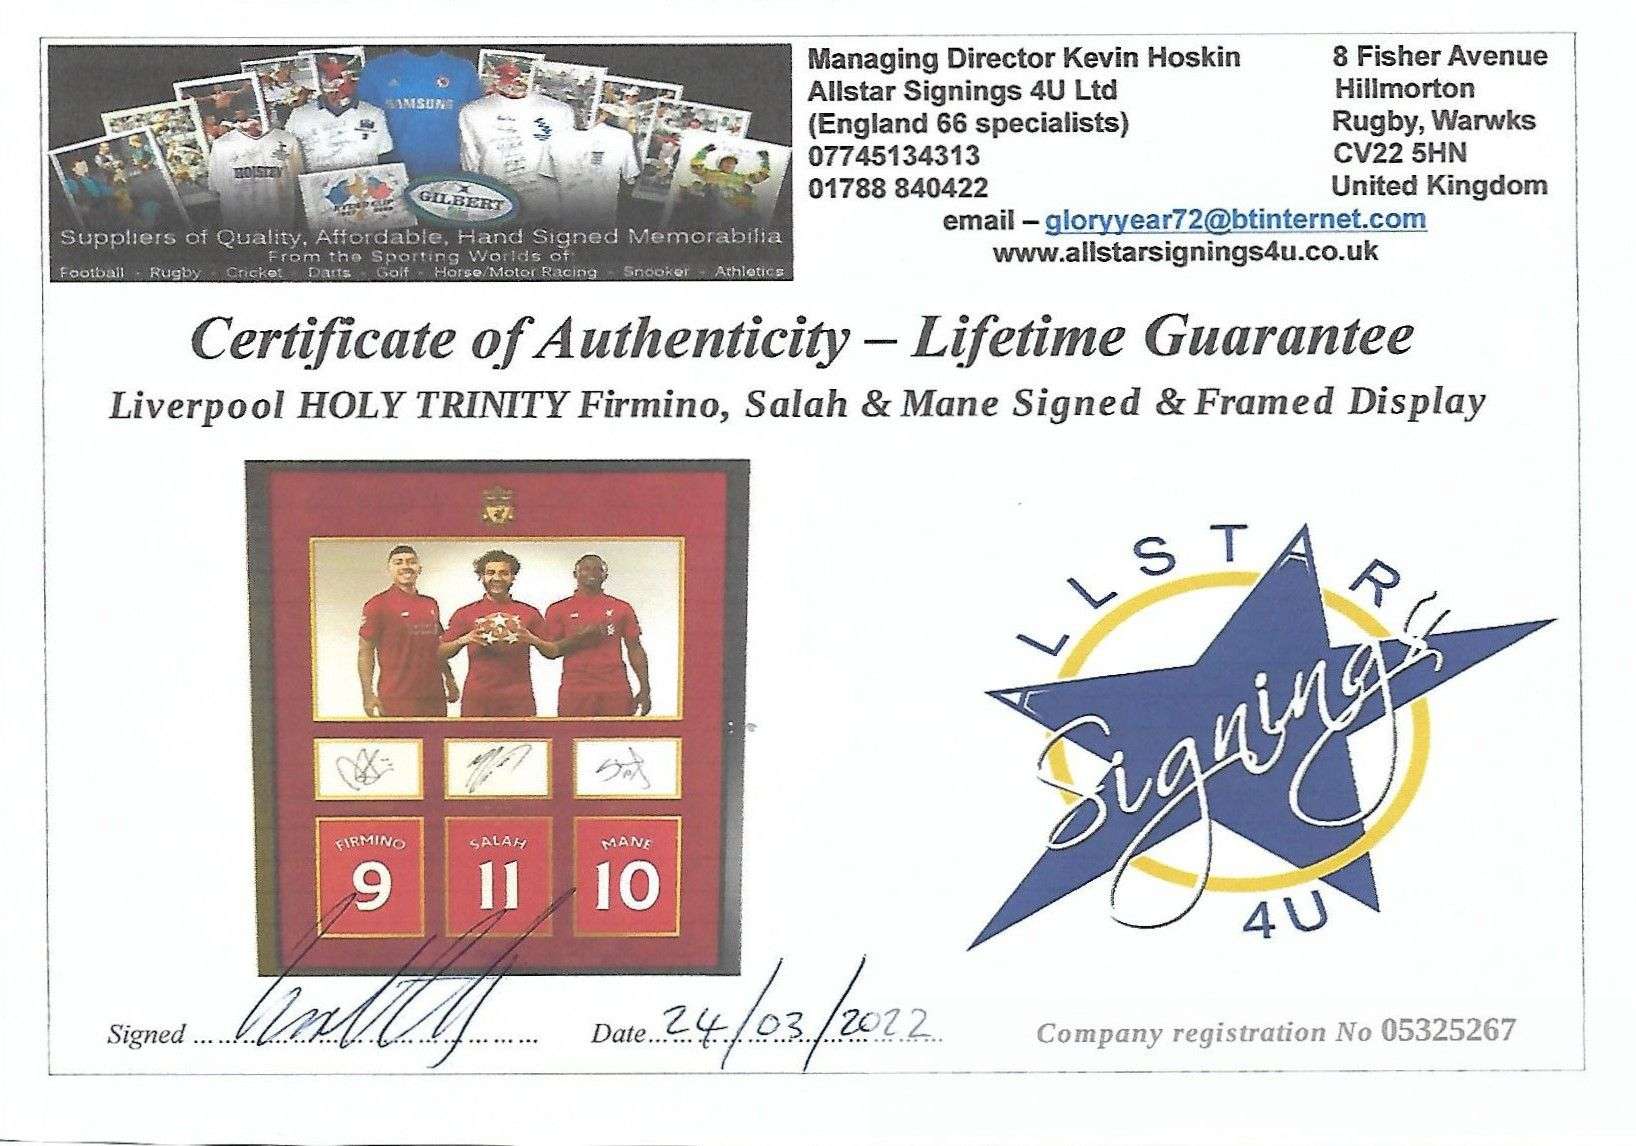 Managing Director Kevin Hoskin
Allstar Signings 4U Ltd
(England 66 specialists)
07745134313
01788 840422
8 Fisher Avenue
Hillmorton
Rugby, Warwks
CV22 5HN
United Kingdom
email – gloryyear72@btinternet.com
www.allstarsignings4u.co.uk
SAMSUNG
HOLSTEN
GILBERT
Suppliers of Quality, Affordable, Hand Signed Memorabilia
From the Sporting Worlds of
Football - Rugby - Cricket - Darts - Golf - Horse/Motor Racing - Snooker - Athletics
Certificate of Authenticity – Lifetime Guarantee
Liverpool HOLY TRINITY Firmino, Salah & Mane Signed & Framed Display
FIRMINO
9
SALAH
11
MANE
10
ALLSTAR
Signings
4U
Signed
Date 24/03/2022
Company registration No 05325267